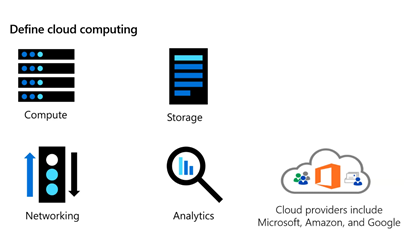 Define cloud computing
Compute
Storage
Networking
Analytics
Cloud providers include
Microsoft, Amazon, and Google